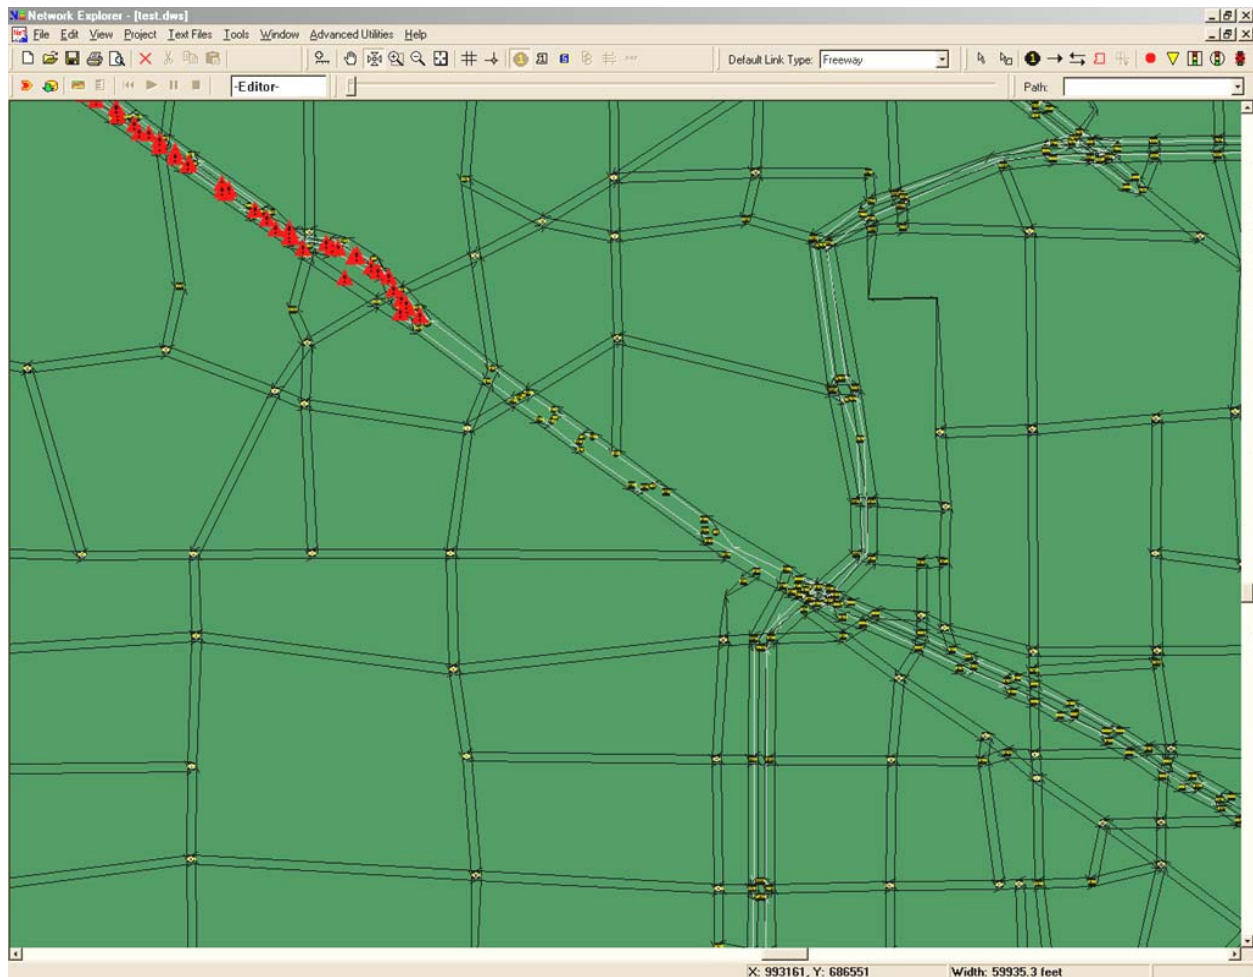 Network Explorer - [test.dws]
File Edit View Project Text Files Tools Window Advanced Utilities Help
Default Link Type: Freeway
-Editor- Path:
X: 993161, Y: 686551 Width: 59935.3 feet